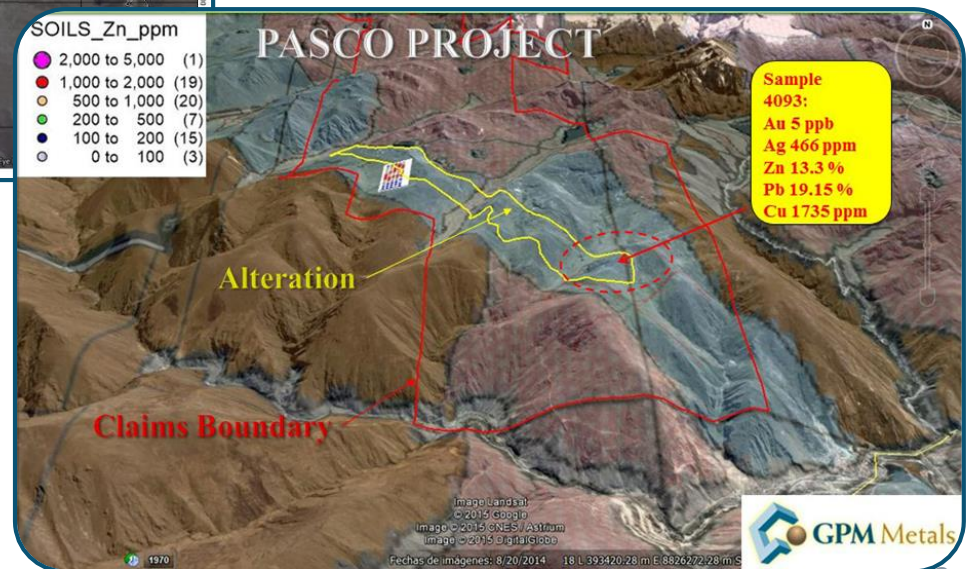 SOILS_Zn_ppm
2,000 to 5,000 (1)
1,000 to 2,000 (19)
500 to 1,000 (20)
200 to 500 (7)
100 to 200 (15)
0 to 100 (3)
PASCO PROJECT
N
Sample
4093:
Au 5 ppb
Ag 466 ppm
Zn 13.3 %
Pb 19.15 %
Cu 1735 ppm
Alteration
Claims Boundary
Image Landsat
© 2015 Google
Image © 2015 CNES / Astrium
Image © 2015 DigitalGlobe
1970
Fechas de imágenes: 8/20/2014 18 L 393420.28 m E 8826272.28 m S
GPM Metals